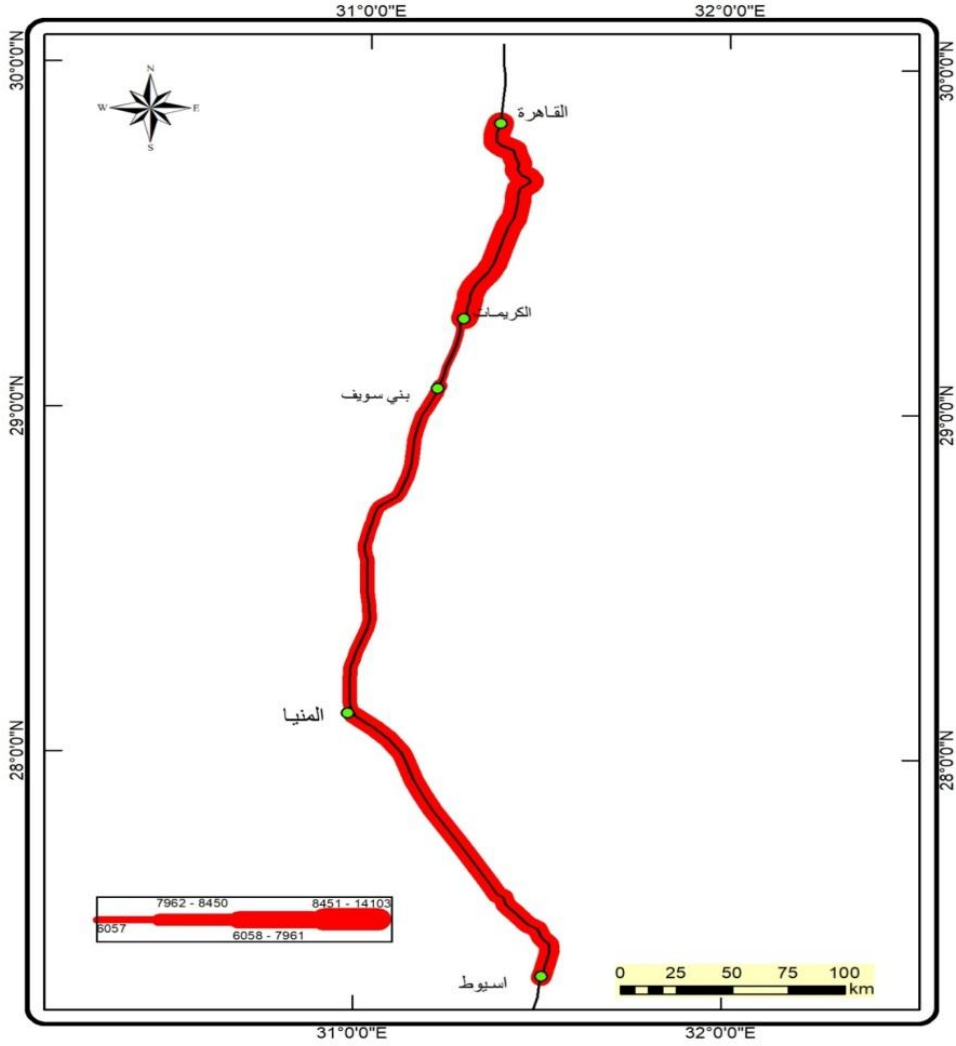 31°0'0"E
32°0'0"E
30°0'0"N
30°0'0"N
N
W
E
S
القاهرة
الكريمات
بني سويف
29°0'0"N
29°0'0"N
المنيا
28°0'0"N
28°0'0"N
7962 - 8450
8451 - 14103
6057
6058 - 7961
اسيوط
0 25 50 75 100
km
31°0'0"E
32°0'0"E